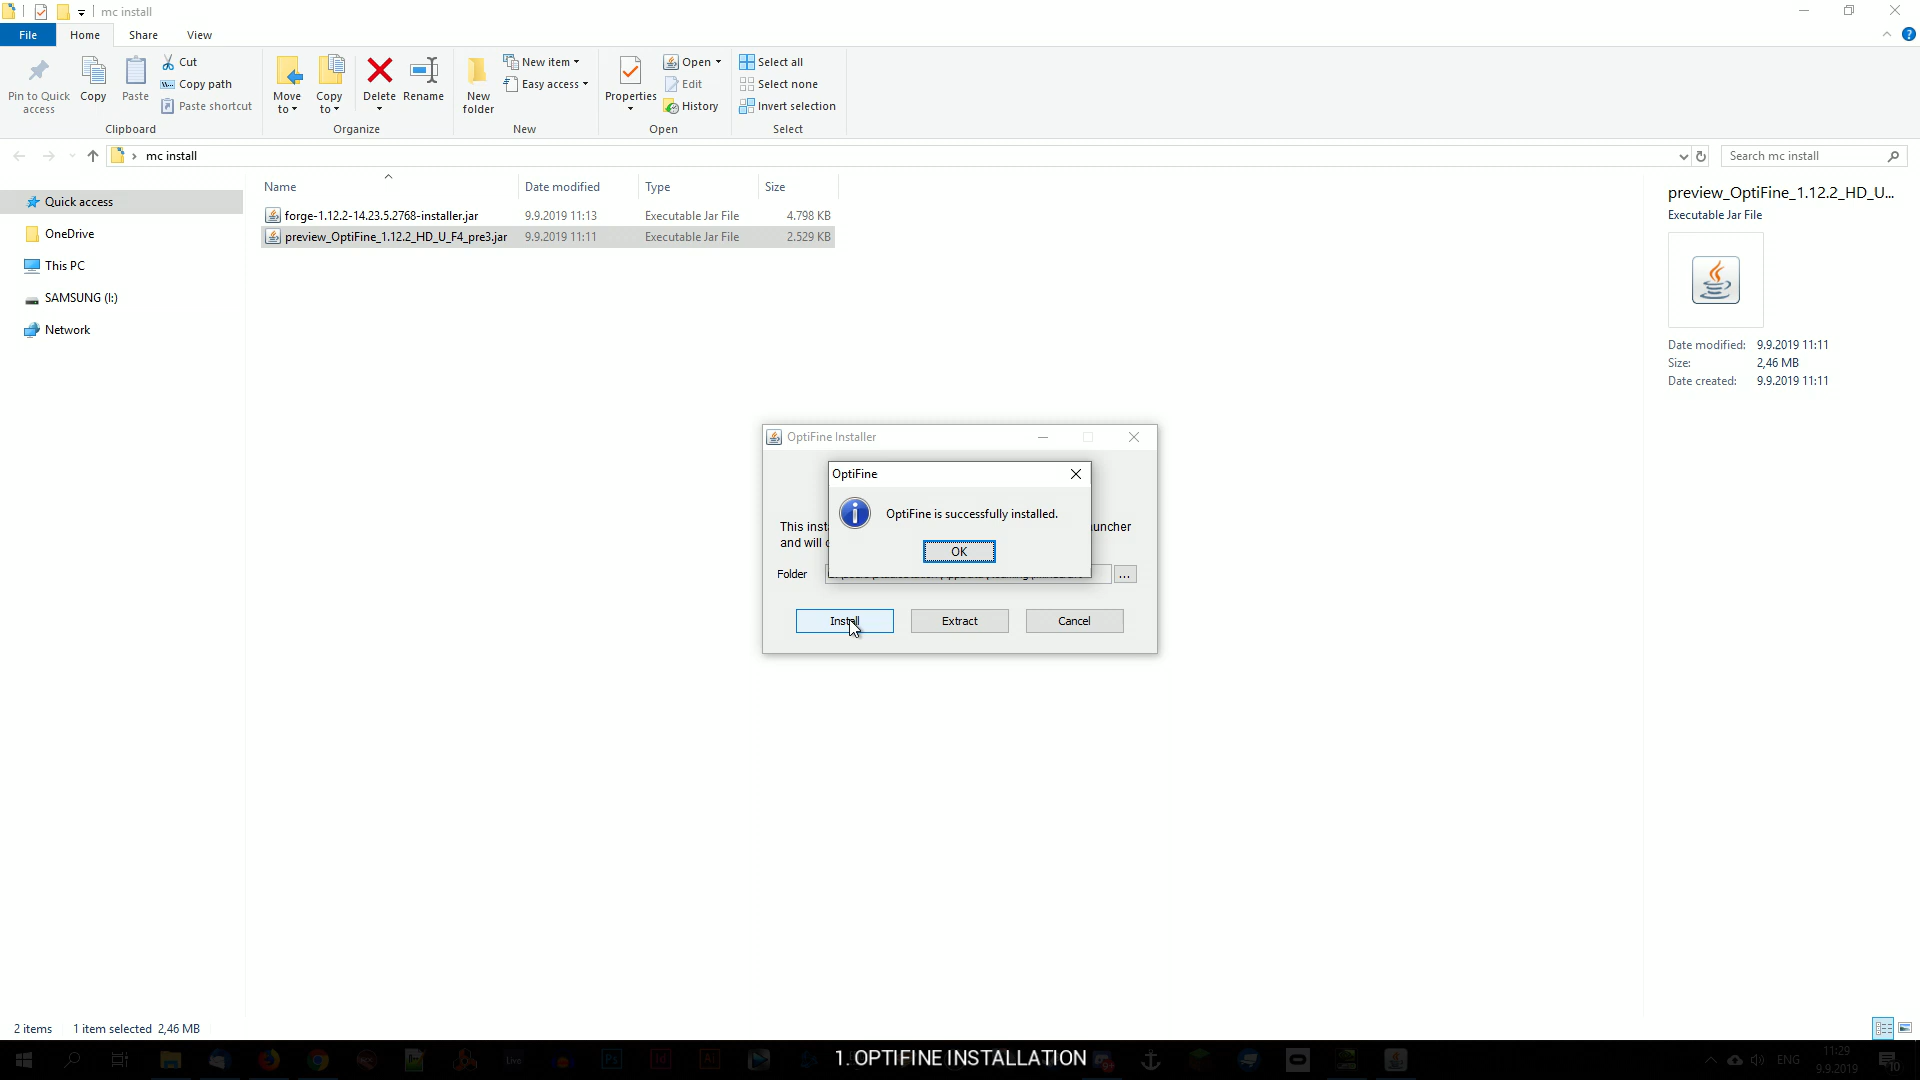 mc install
File Home Share View
Pin to Quick access
Copy
Paste
Cut
Copy path
Paste shortcut
Clipboard
Move to
Copy to
Delete
Rename
Organize
New folder
New item
Easy access
New
Properties
Open
Edit
History
Open
Select all
Select none
Invert selection
Select
mc install
Search mc install
Quick access
OneDrive
This PC
SAMSUNG (I:)
Network
Name Date modified Type Size
forge-1.12.2-14.23.5.2768-installer.jar 9.9.2019 11:13 Executable Jar File 4.798 KB
preview_OptiFine_1.12.2_HD_U_F4_pre3.jar 9.9.2019 11:11 Executable Jar File 2.529 KB
preview_OptiFine_1.12.2_HD_U...
Executable Jar File
Date modified: 9.9.2019 11:11
Size: 2,46 MB
Date created: 9.9.2019 11:11
OptiFine Installer
OptiFine
OptiFine is successfully installed.
OK
This
and will
Folder
...
Install Extract Cancel
2 items 1 item selected 2,46 MB
1. OPTIFINE INSTALLATION
ENG
11:29
9.9.2019